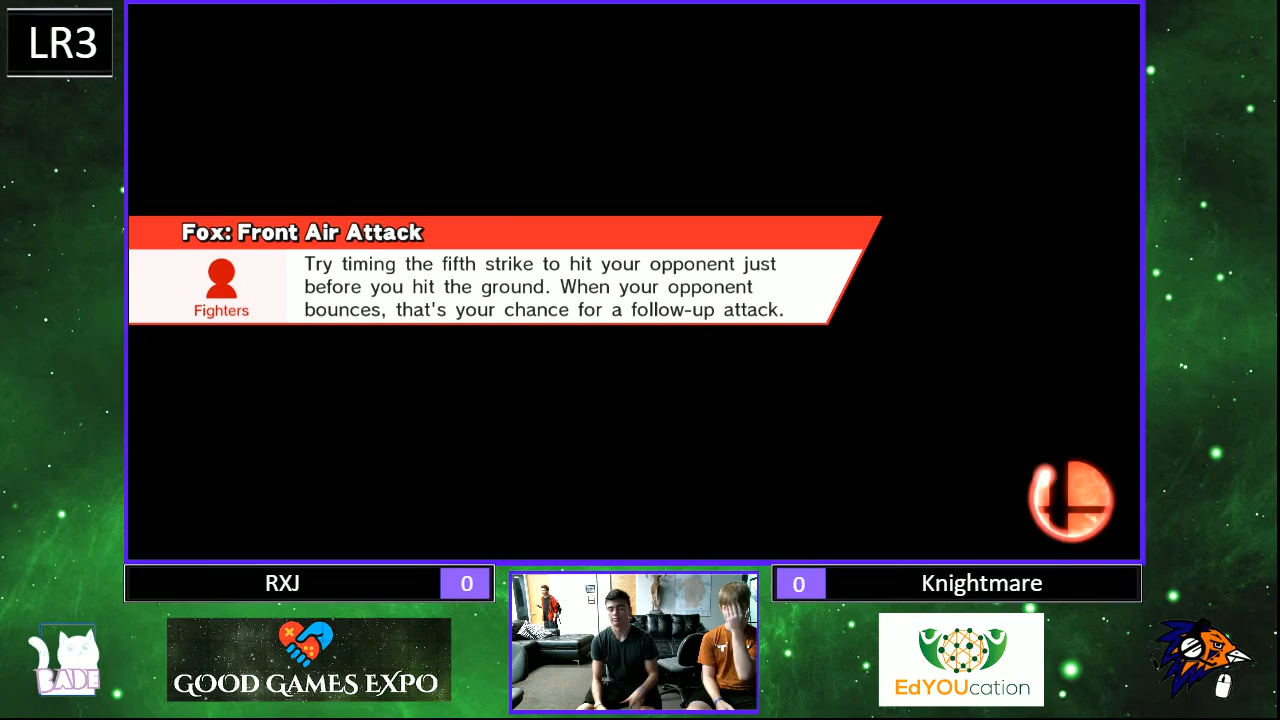 LR3
Fox: Front Air Attack
Try timing the fifth strike to hit your opponent just
before you hit the ground. When your opponent
bounces, that's your chance for a follow-up attack.
Fighters
RXJ
0
0
Knightmare
BADE
GOOD GAMES EXPO
EdYOUcation